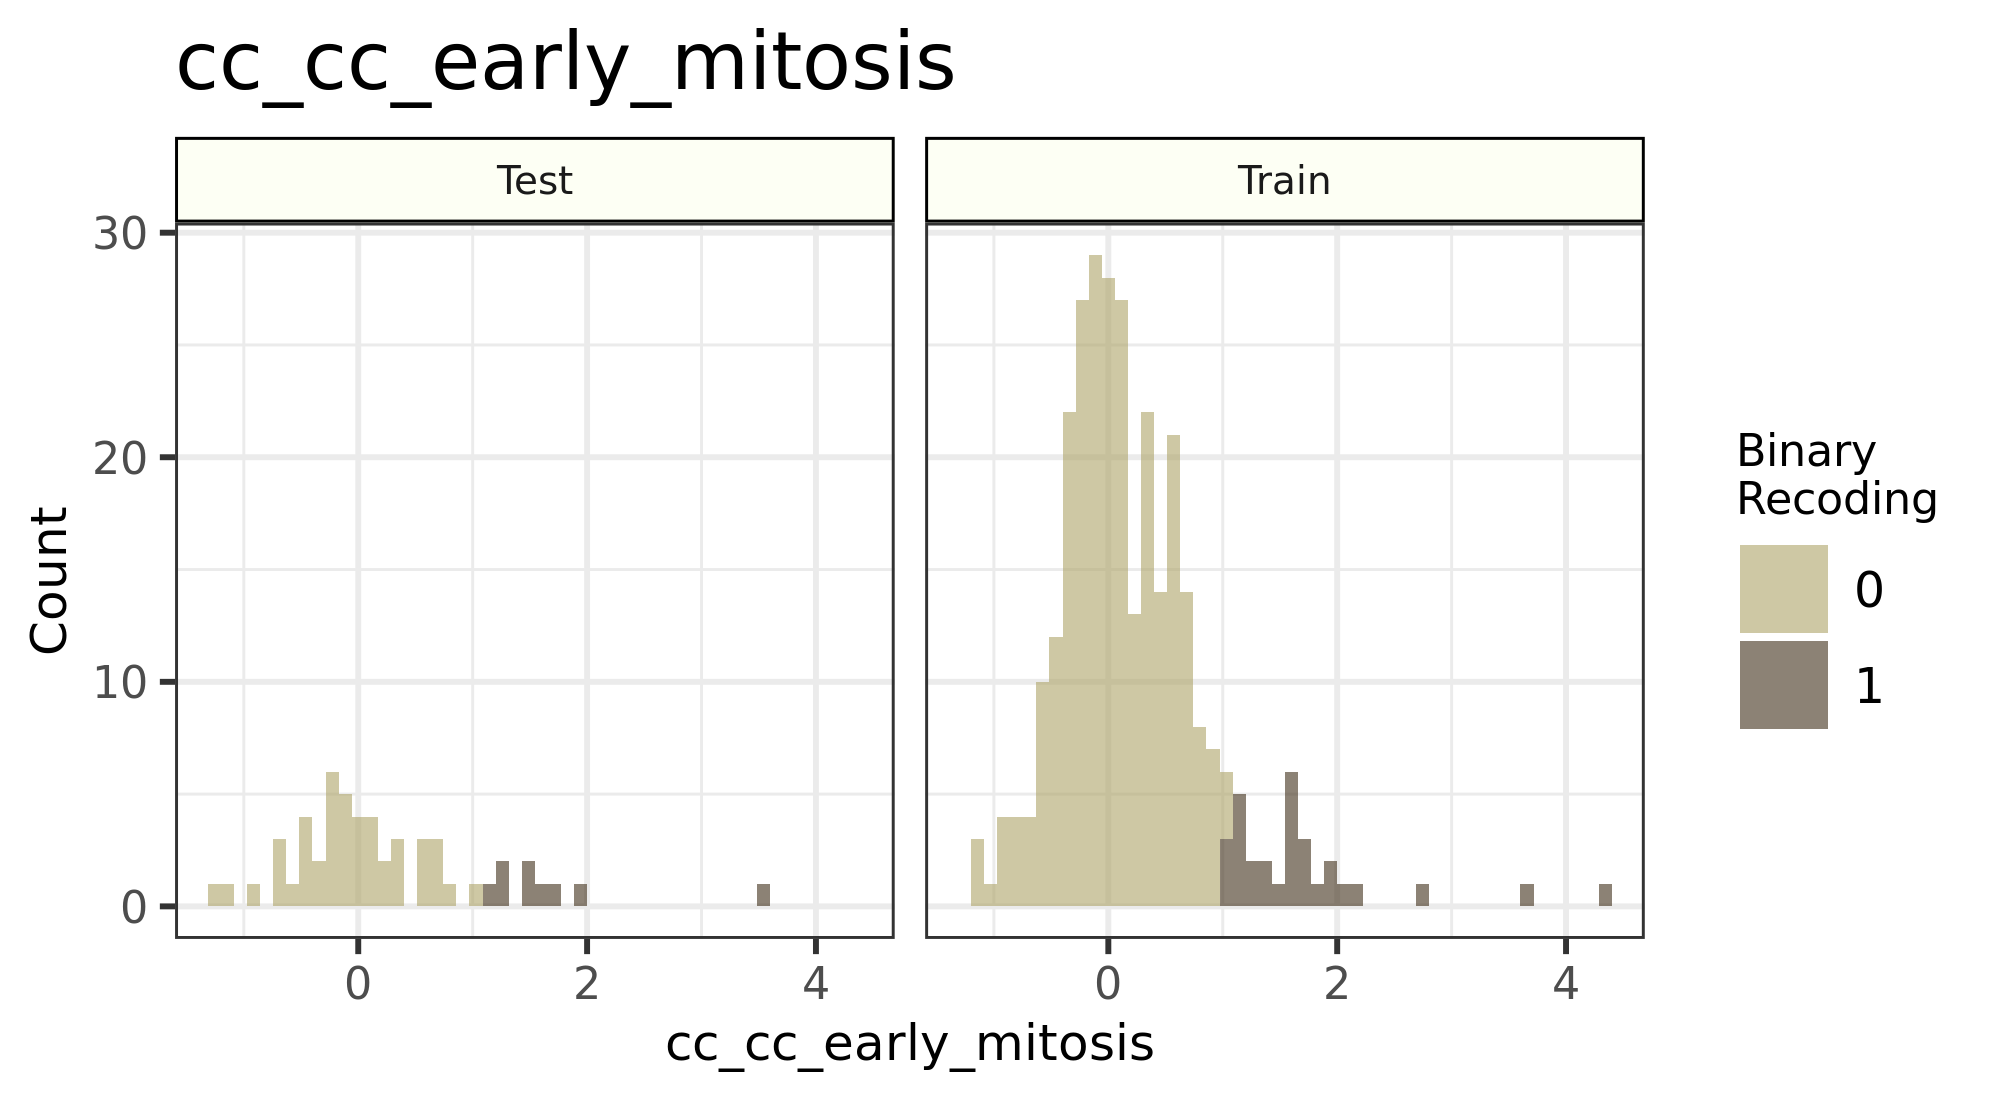 cc_cc_early_mitosis
Test
Train
30
20
10
0
Count
0
2
4
0
2
4
cc_cc_early_mitosis
Binary
Recoding
0
1